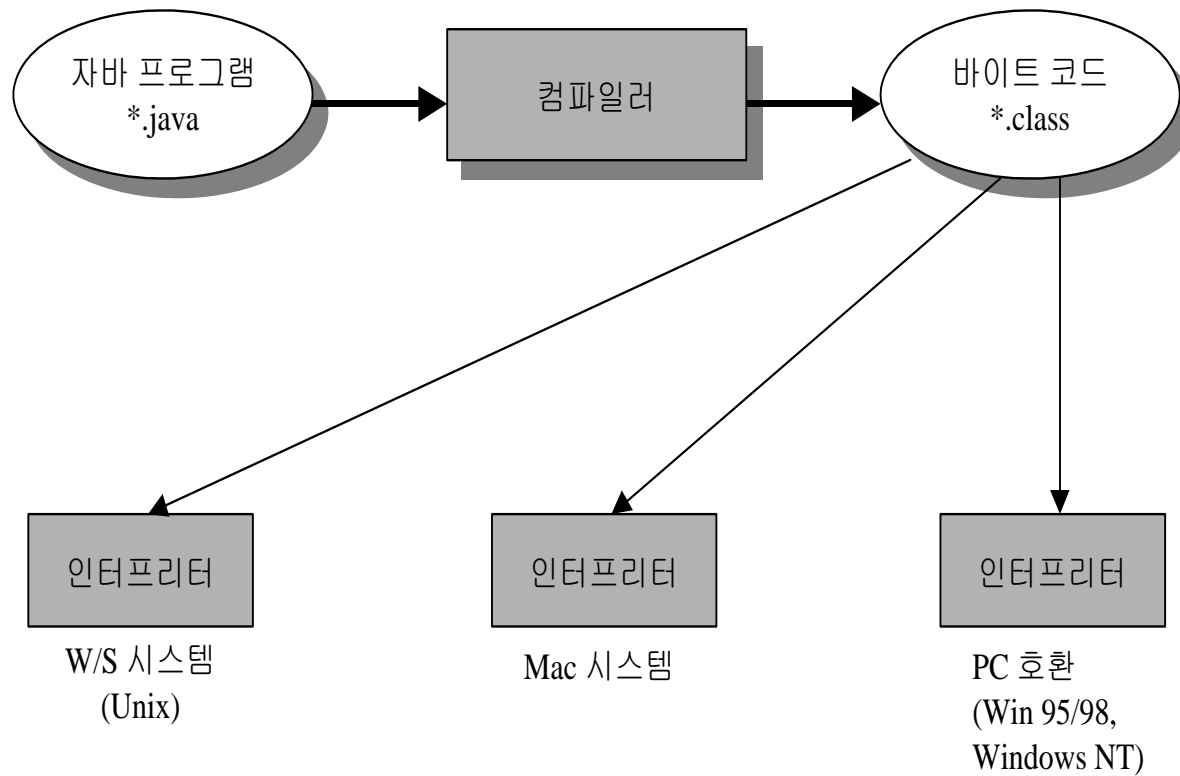 자바 프로그램
*.java
컴파일러
바이트 코드
*.class
인터프리터
인터프리터
인터프리터
W/S 시스템
(Unix)
Mac 시스템
PC 호환
(Win 95/98,
Windows NT)